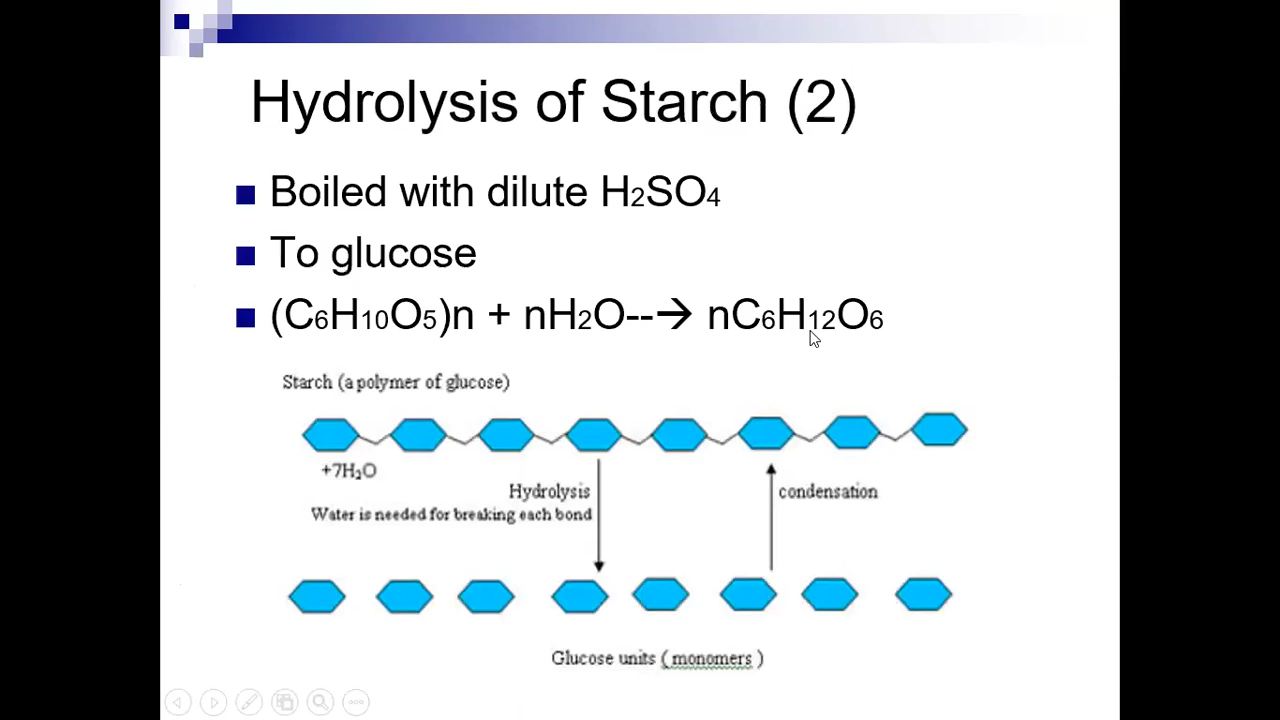 Hydrolysis of Starch (2)
Boiled with dilute H2SO4
To glucose
(C6H10O5)n + nH2O--→ nC6H12O6
Starch (a polymer of glucose)
+7H₂O
Hydrolysis
condensation
Water is needed for breaking each bond
Glucose units ( monomers )